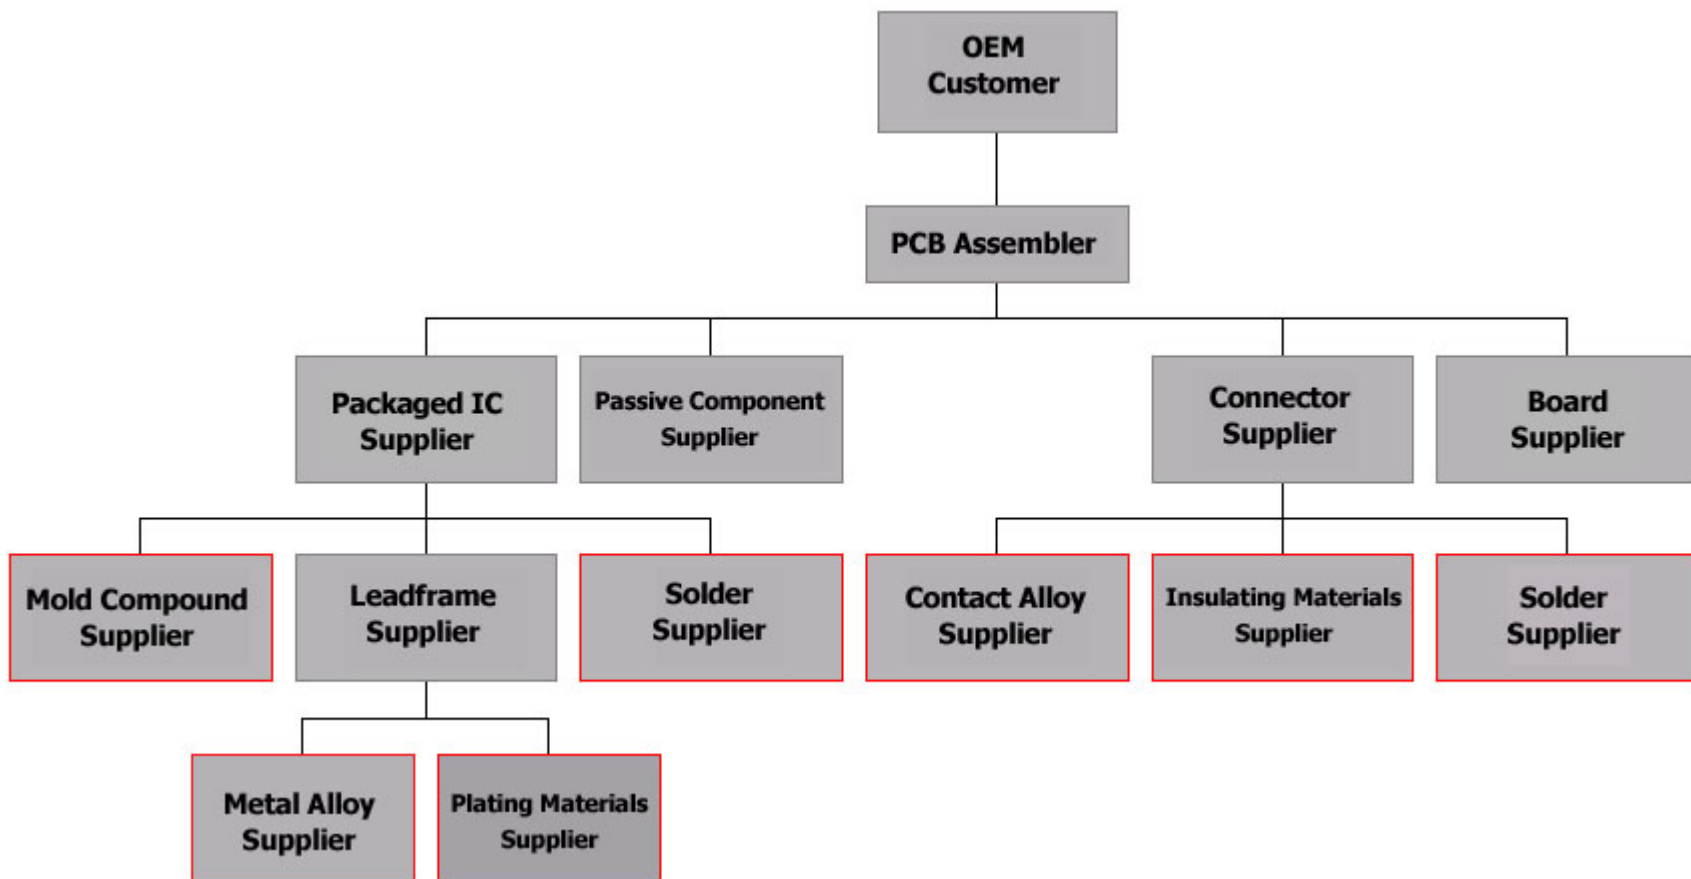 OEM
Customer
PCB Assembler
Packaged IC
Supplier
Passive Component
Supplier
Connector
Supplier
Board
Supplier
Mold Compound
Supplier
Leadframe
Supplier
Solder
Supplier
Contact Alloy
Supplier
Insulating Materials
Supplier
Solder
Supplier
Metal Alloy
Supplier
Plating Materials
Supplier